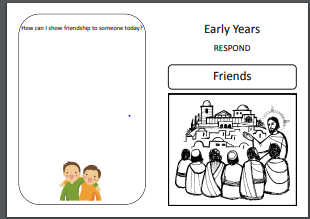 How can I show friendship to someone today?
Early Years
RESPOND
Friends